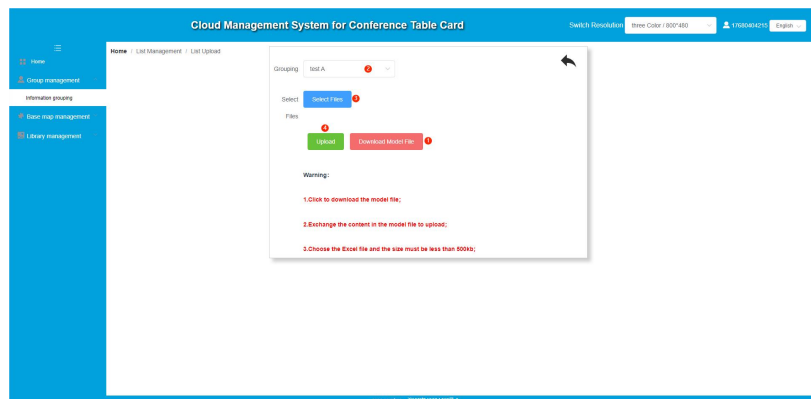 Cloud Management System for Conference Table Card
Switch Resolution three Color / 800*480 17680404215 English
Home
Group management
Information grouping
Base map management
Library management
Home / List Management / List Upload
Grouping test A 2
Select Select Files 3
Files
4
Upload Download Model File 1
Warning:
1.Click to download the model file;
2.Exchange the content in the model file to upload;
3.Choose the Excel file and the size must be less than 500kb;